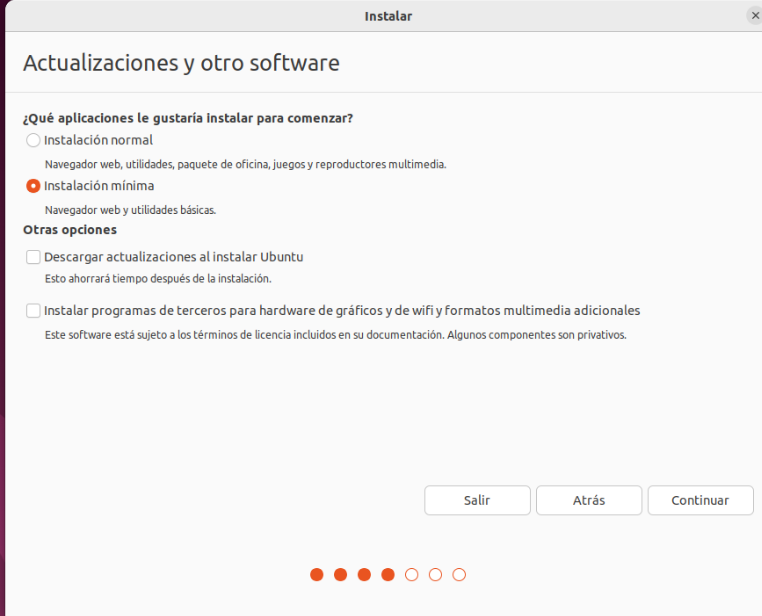 Instalar
Actualizaciones y otro software
¿Qué aplicaciones le gustaría instalar para comenzar?
Instalación normal
Navegador web, utilidades, paquete de oficina, juegos y reproductores multimedia.
Instalación mínima
Navegador web y utilidades básicas.
Otras opciones
Descargar actualizaciones al instalar Ubuntu
Esto ahorrará tiempo después de la instalación.
Instalar programas de terceros para hardware de gráficos y de wifi y formatos multimedia adicionales
Este software está sujeto a los términos de licencia incluidos en su documentación. Algunos componentes son privativos.
Salir Atrás Continuar